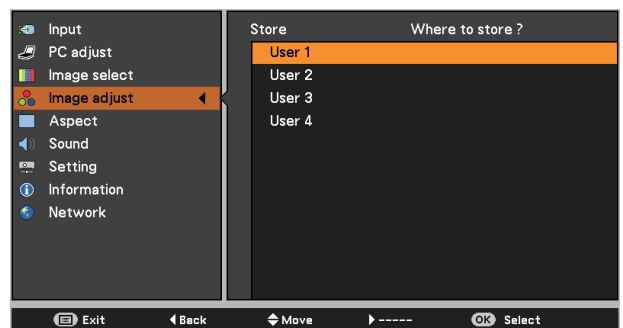 Input
PC adjust
Image select
Image adjust
Aspect
Sound
Setting
Information
Network
Store Where to store ?
User 1
User 2
User 3
User 4
Exit Back Move ----- OK Select